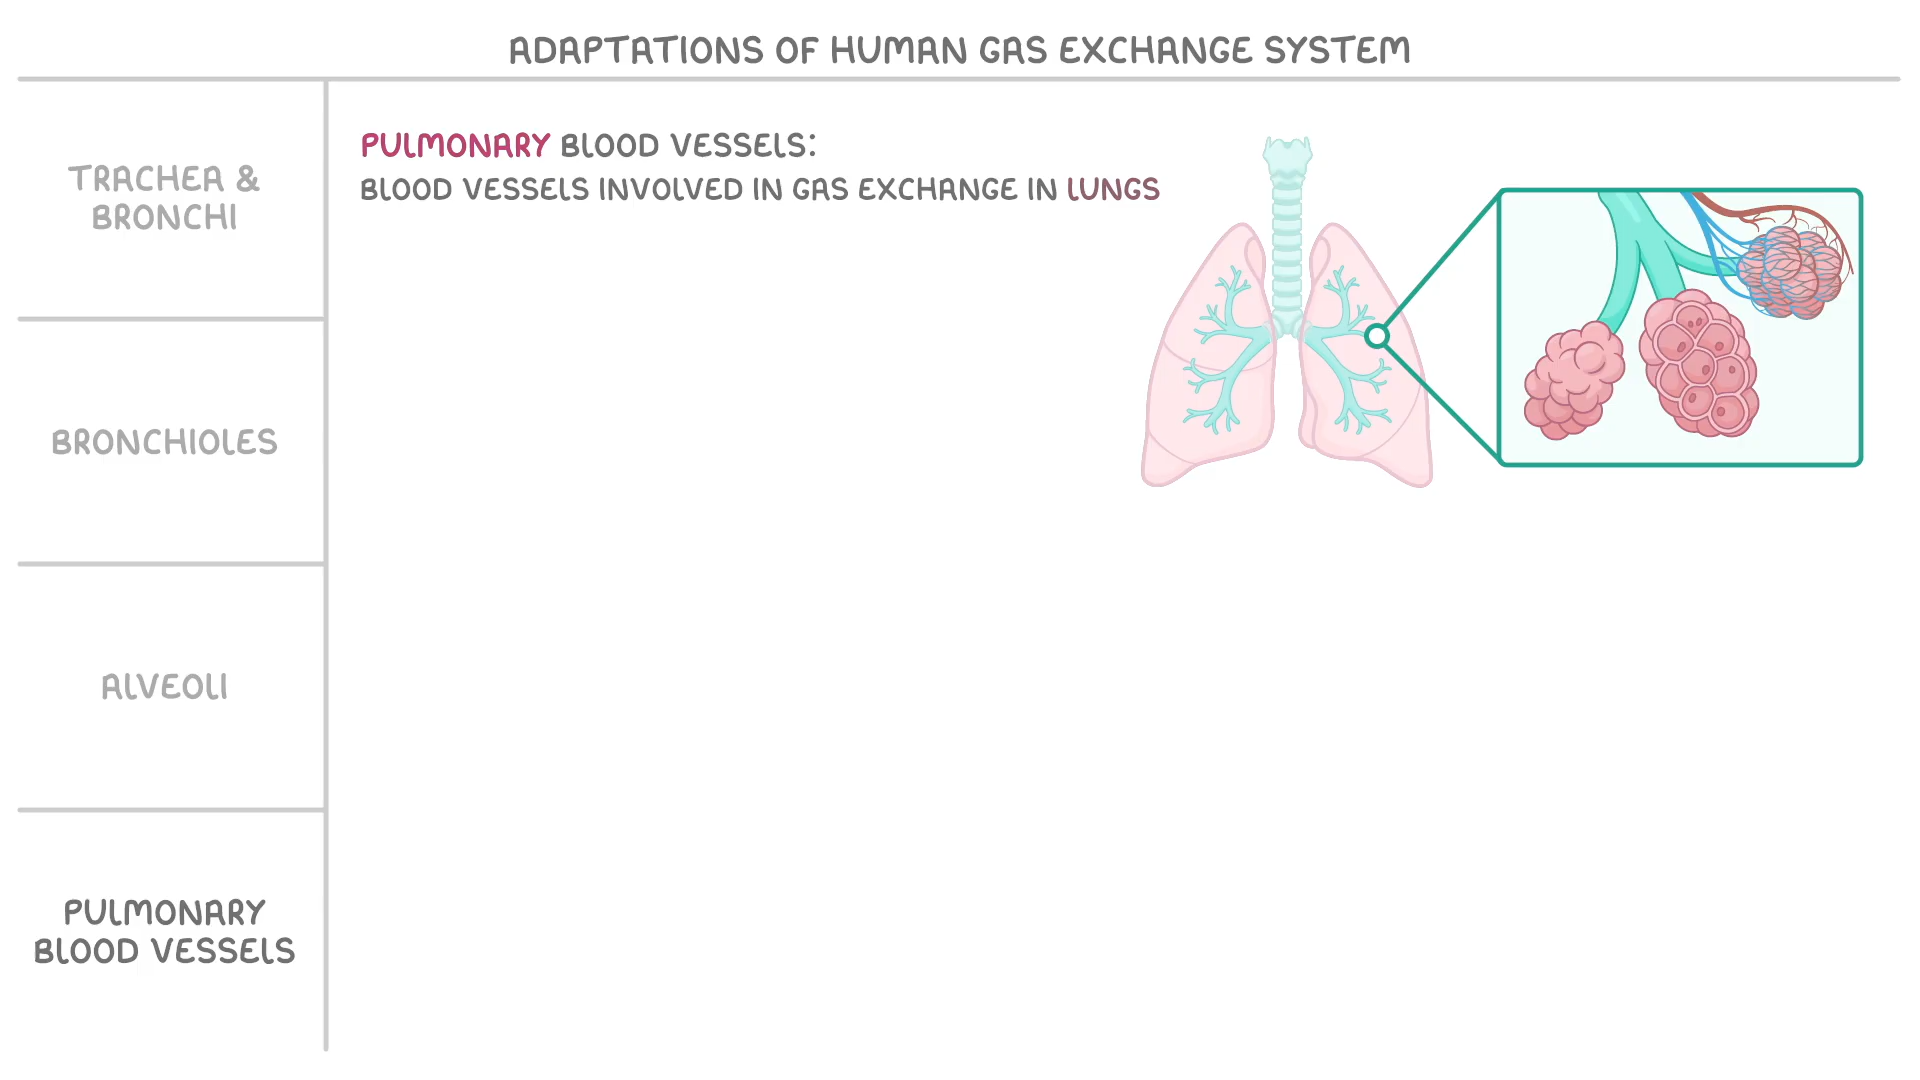 ADAPTATIONS OF HUMAN GAS EXCHANGE SYSTEM
TRACHEA &
BRONCHI
BRONCHIOLES
ALVEOLI
PULMONARY
BLOOD VESSELS
PULMONARY BLOOD VESSELS:
BLOOD VESSELS INVOLVED IN GAS EXCHANGE IN LUNGS